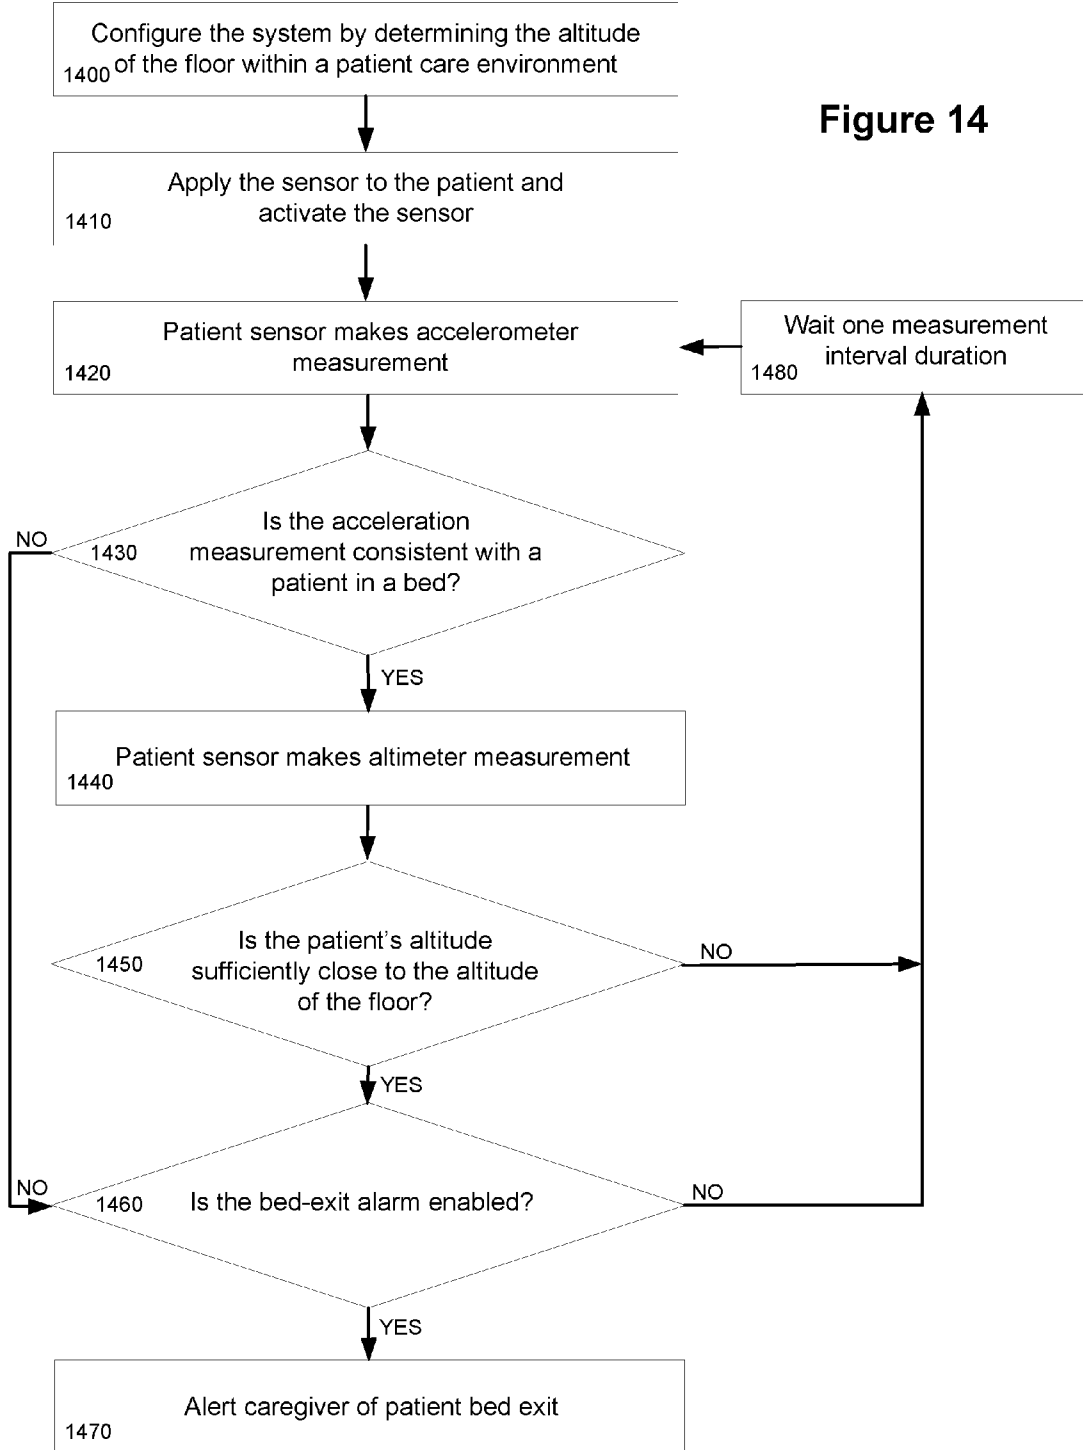 Configure the system by determining the altitude
of the floor within a patient care environment
1400
Figure 14
Apply the sensor to the patient and
activate the sensor
1410
Patient sensor makes accelerometer
measurement
1420
Wait one measurement
interval duration
1480
Is the acceleration
measurement consistent with a
patient in a bed?
1430
NO
YES
Patient sensor makes altimeter measurement
1440
Is the patient's altitude
sufficiently close to the altitude
of the floor?
1450
NO
YES
NO
Is the bed-exit alarm enabled?
1460
NO
YES
Alert caregiver of patient bed exit
1470